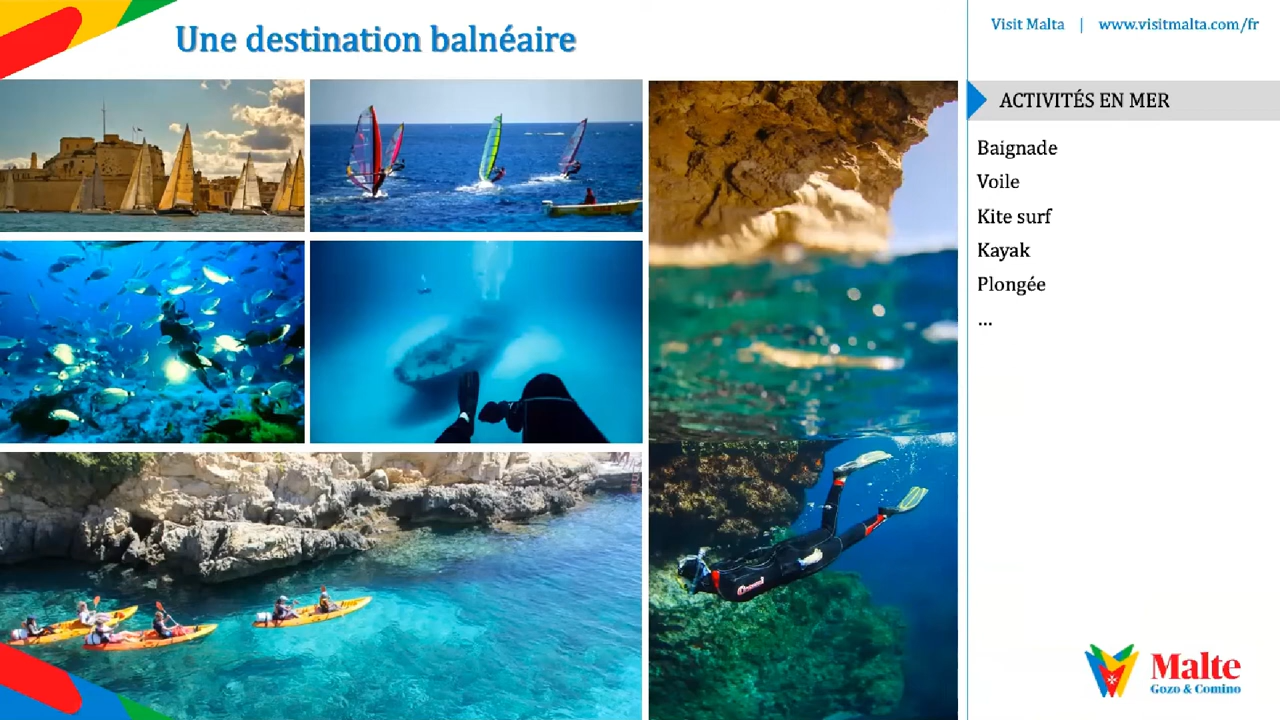 Une destination balnéaire
Visit Malta | www.visitmalta.com/fr
ACTIVITÉS EN MER
Baignade
Voile
Kite surf
Kayak
Plongée
...
Malte
Gozo & Comino